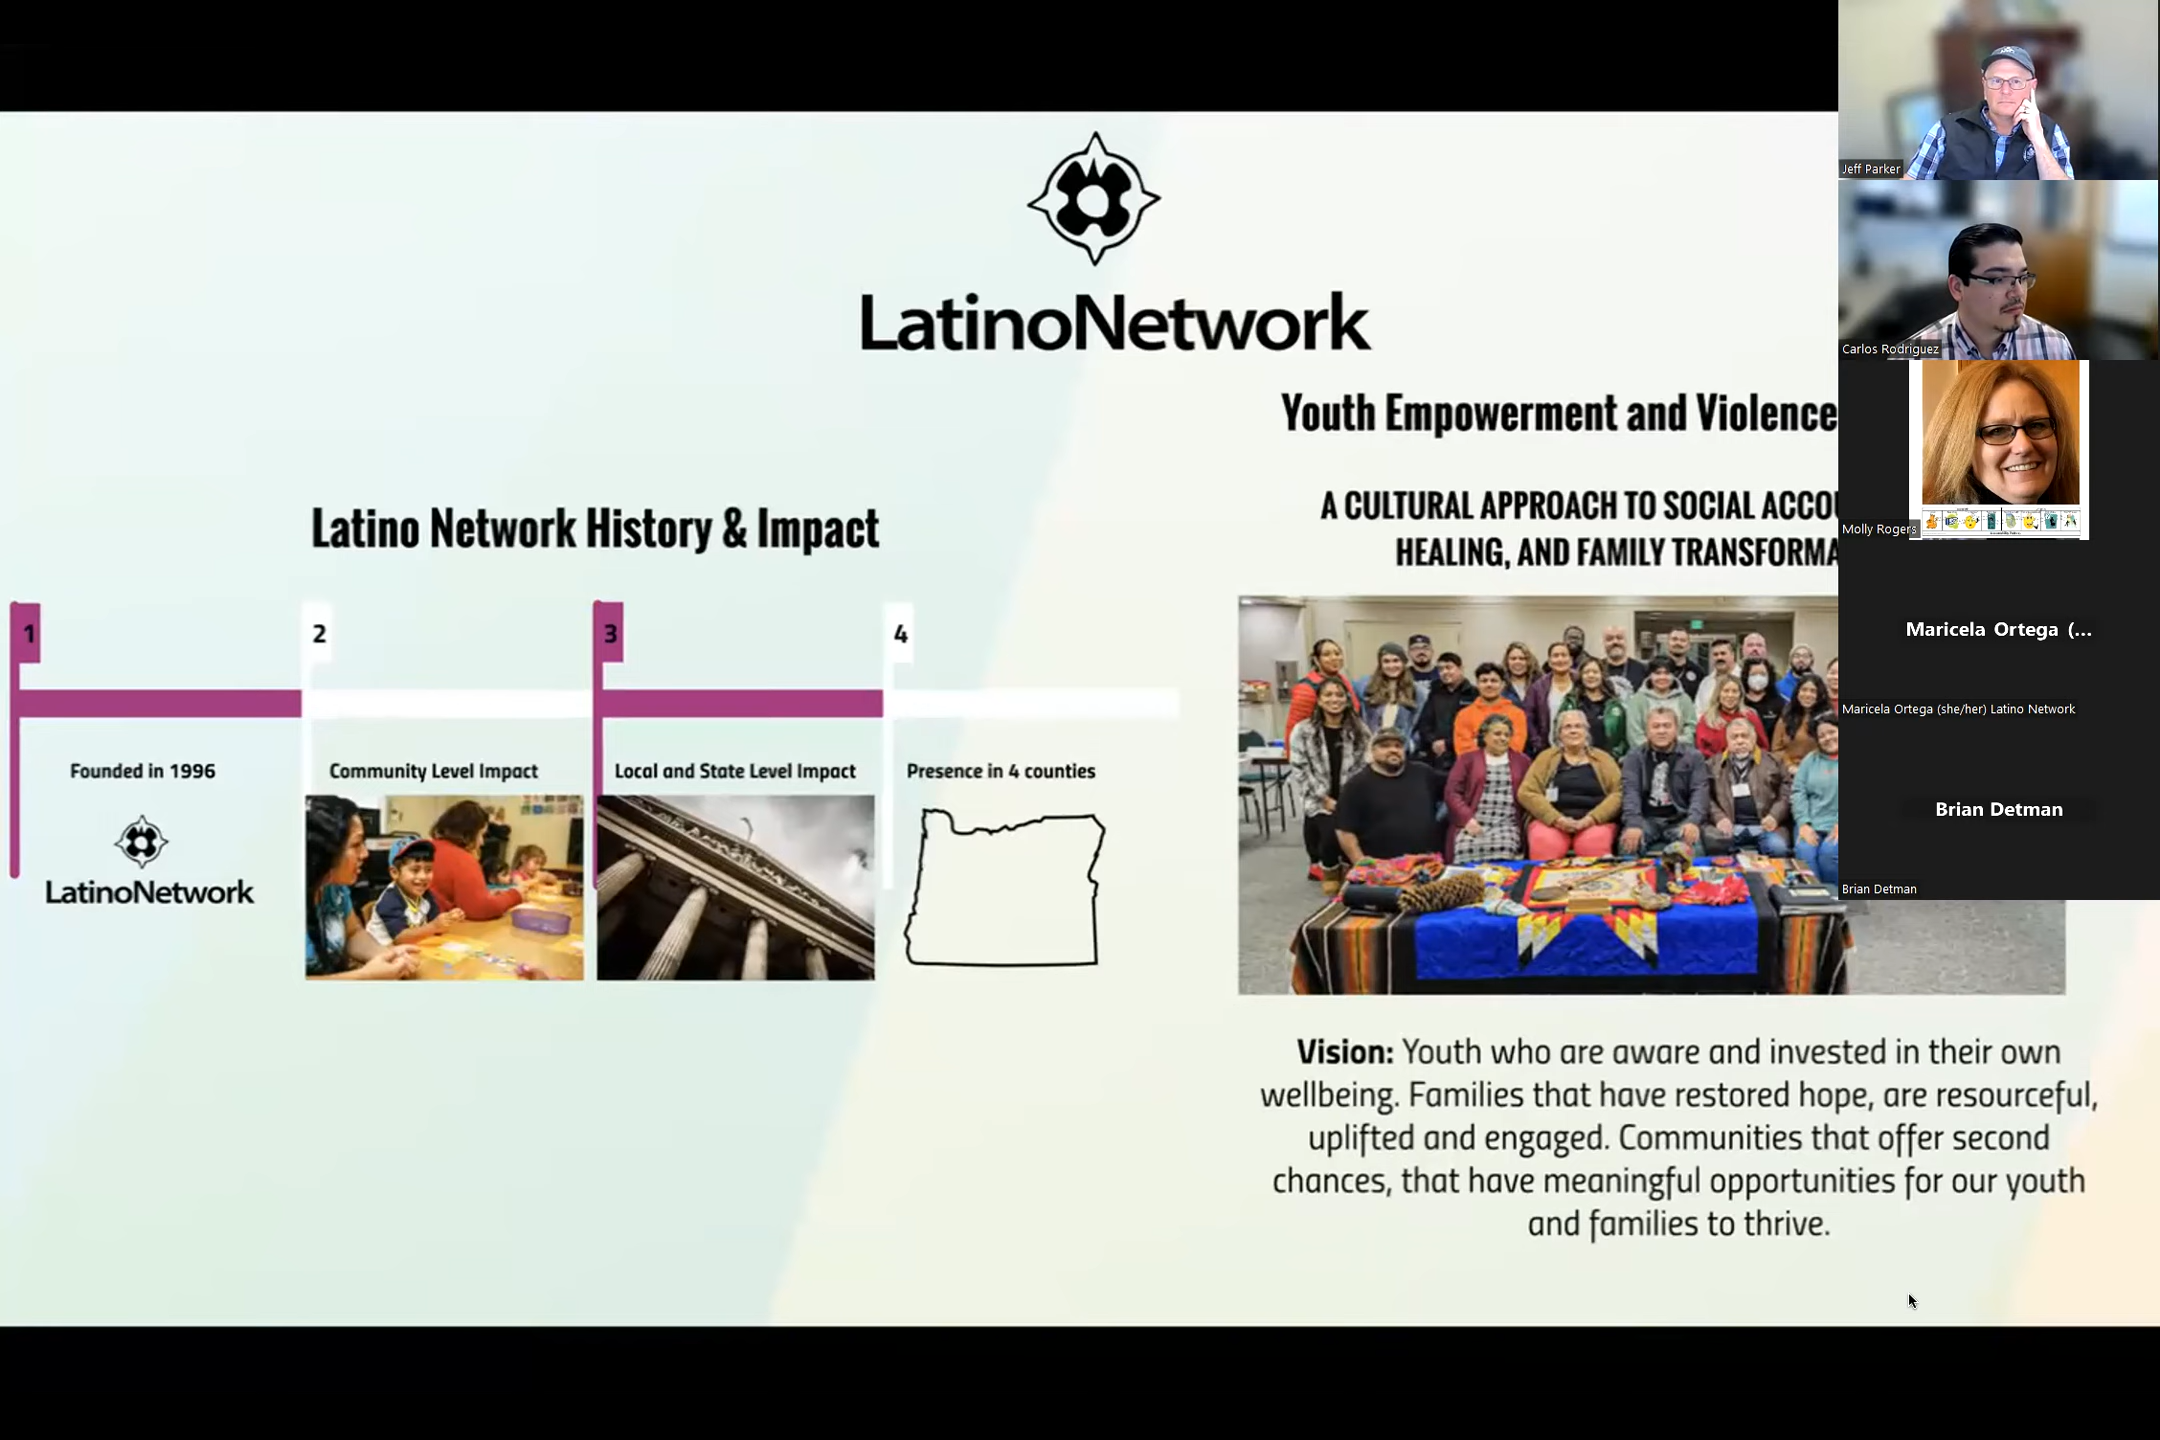 LatinoNetwork
Latino Network History & Impact
1
2
3
4
Founded in 1996
Community Level Impact
Local and State Level Impact
Presence in 4 counties
LatinoNetwork
Youth Empowerment and Violence
A CULTURAL APPROACH TO SOCIAL
HEALING, AND FAMILY
Vision: Youth who are aware and invested in their own
wellbeing. Families that have restored hope, are resourceful,
uplifted and engaged. Communities that offer second
chances, that have meaningful opportunities for our youth
and families to thrive.
Jeff Parker
Carlos Rodriguez
Molly Rogers
Maricela Ortega (...
Maricela Ortega (she/her) Latino Network
Brian Detman
Brian Detman